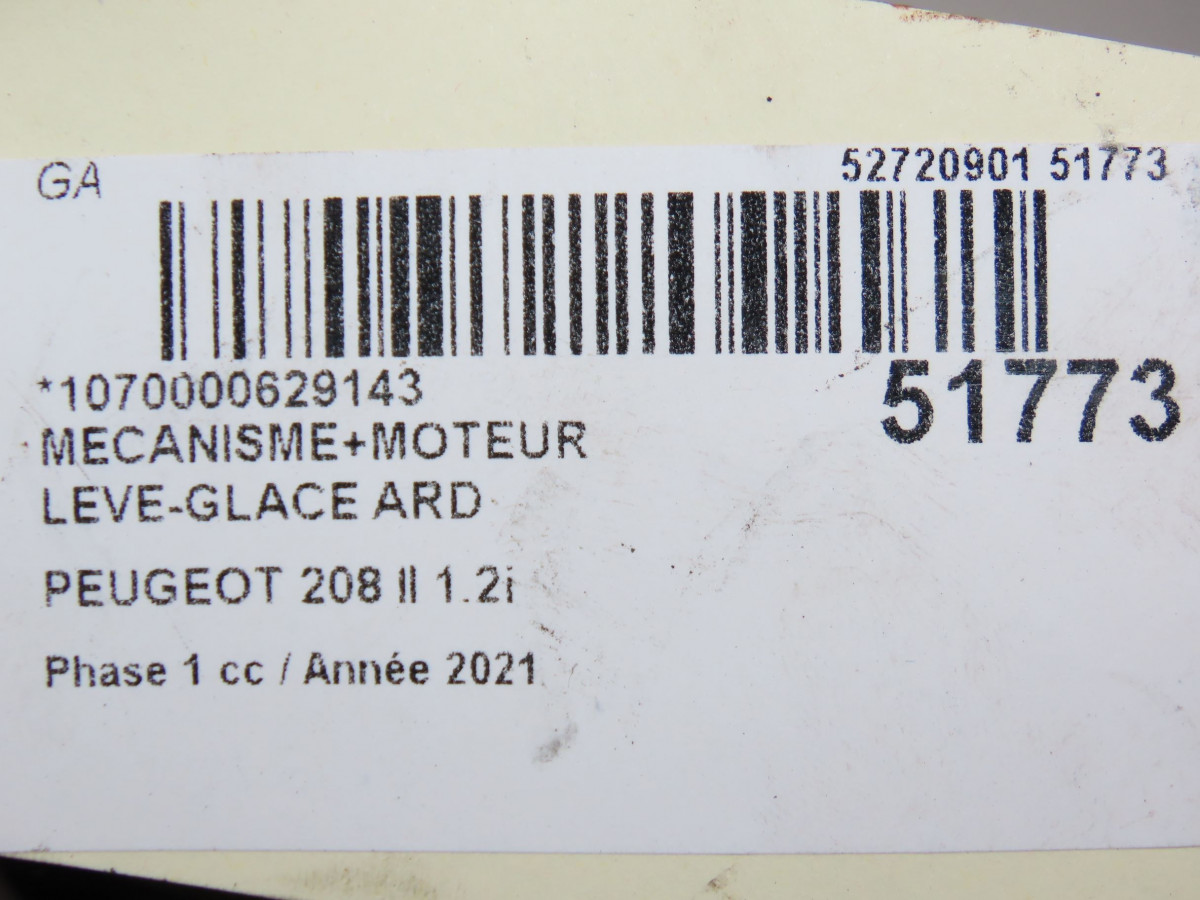 GA
52720901 51773
*1070000629143
51773
MECANISME+MOTEUR
LEVE-GLACE ARD
PEUGEOT 208 II 1.2i
Phase 1 cc / Année 2021